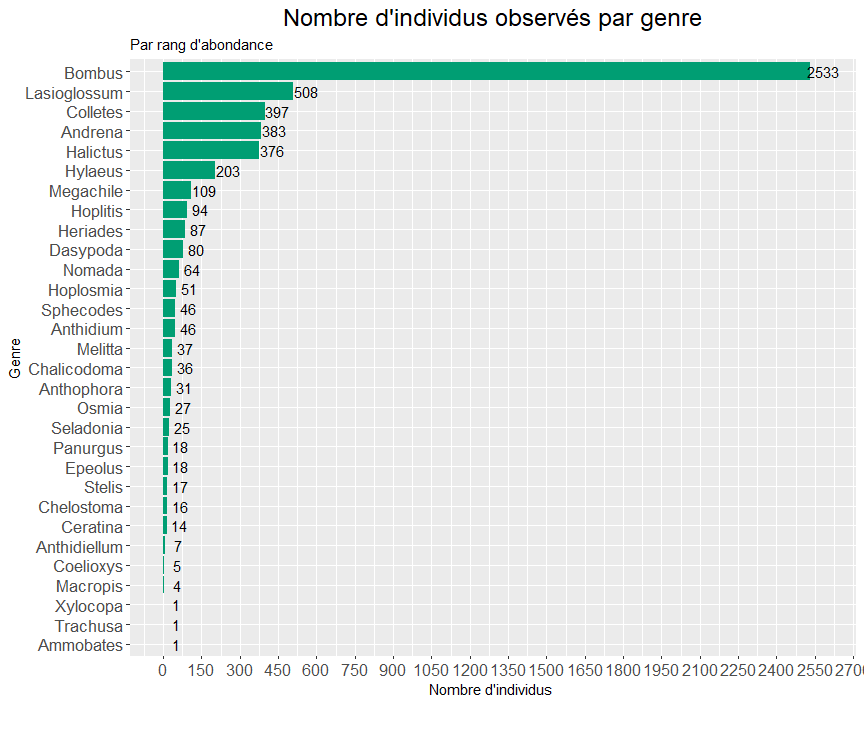 Nombre d'individus observés par genre
Par rang d'abondance
Genre
Bombus 2533
Lasioglossum 508
Colletes 397
Andrena 383
Halictus 376
Hylaeus 203
Megachile 109
Hoplitis 94
Heriades 87
Dasypoda 80
Nomada 64
Hoplosmia 51
Sphecodes 46
Anthidium 46
Melitta 37
Chalicodoma 36
Anthophora 31
Osmia 27
Seladonia 25
Panurgus 18
Epeolus 18
Stelis 17
Chelostoma 16
Ceratina 14
Anthidiellum 7
Coelioxys 5
Macropis 4
Xylocopa 1
Trachusa 1
Ammobates 1
0 150 300 450 600 750 900 1050 1200 1350 1500 1650 1800 1950 2100 2250 2400 2550 270
Nombre d'individus